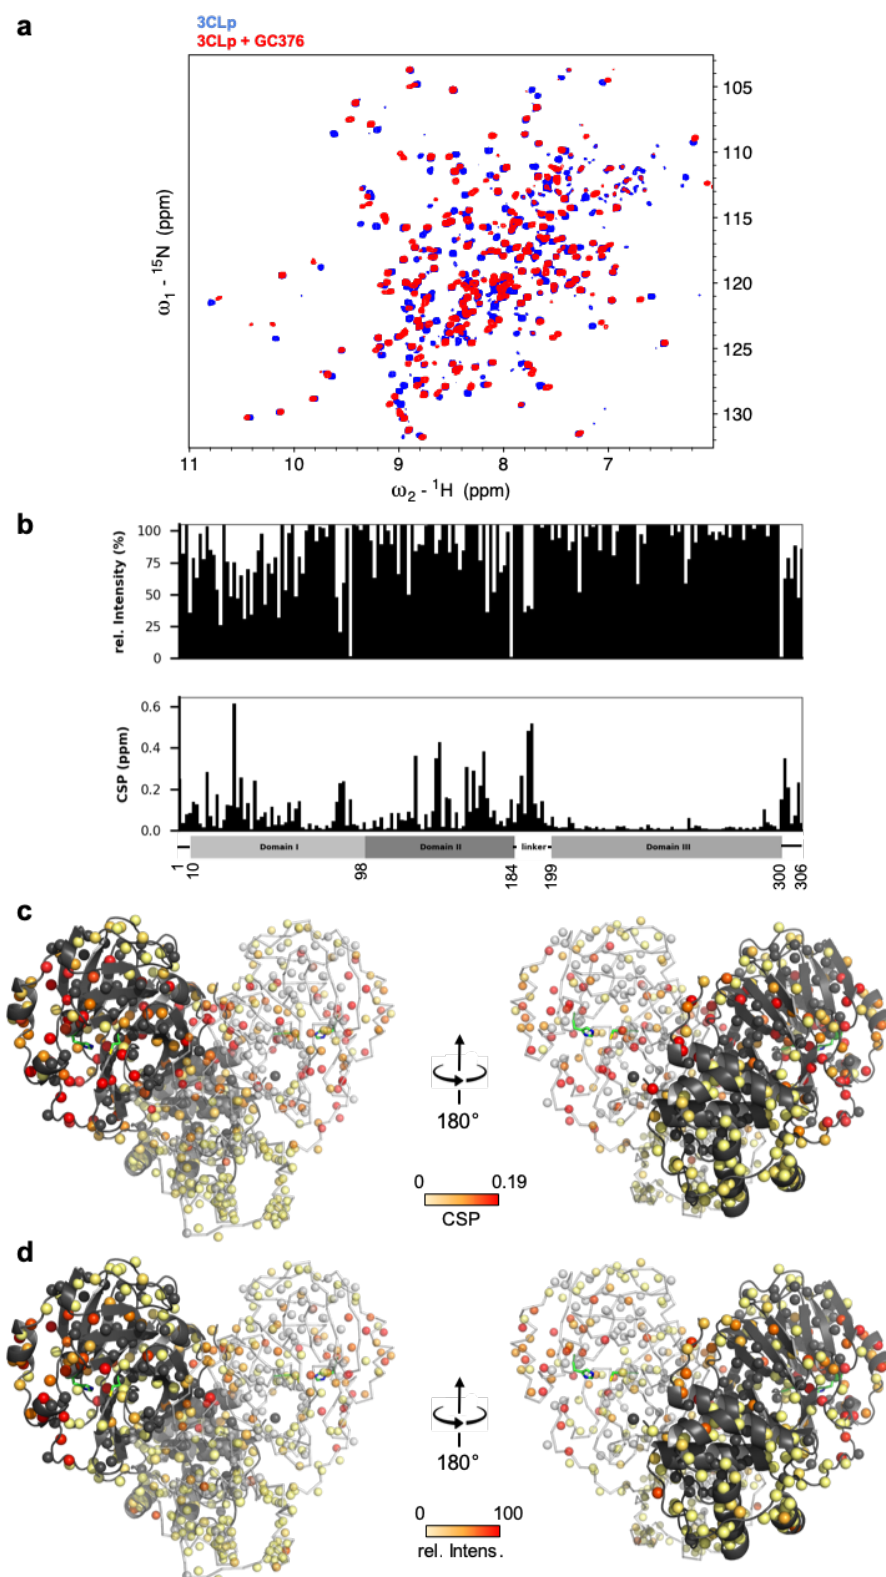 a
3CLp
3CLp + GC376
105
110
115
120
125
130
ω1 - 15N (ppm)
11 10 9 8 7
ω2 - 1H (ppm)
b
100
75
50
25
0
rel. Intensity (%)
0.6
0.4
0.2
0.0
CSP (ppm)
Domain I Domain II linker Domain III
1 10 98 184 199 300 306
c
180°
0 0.19
CSP
d
180°
0 100
rel. Intens.